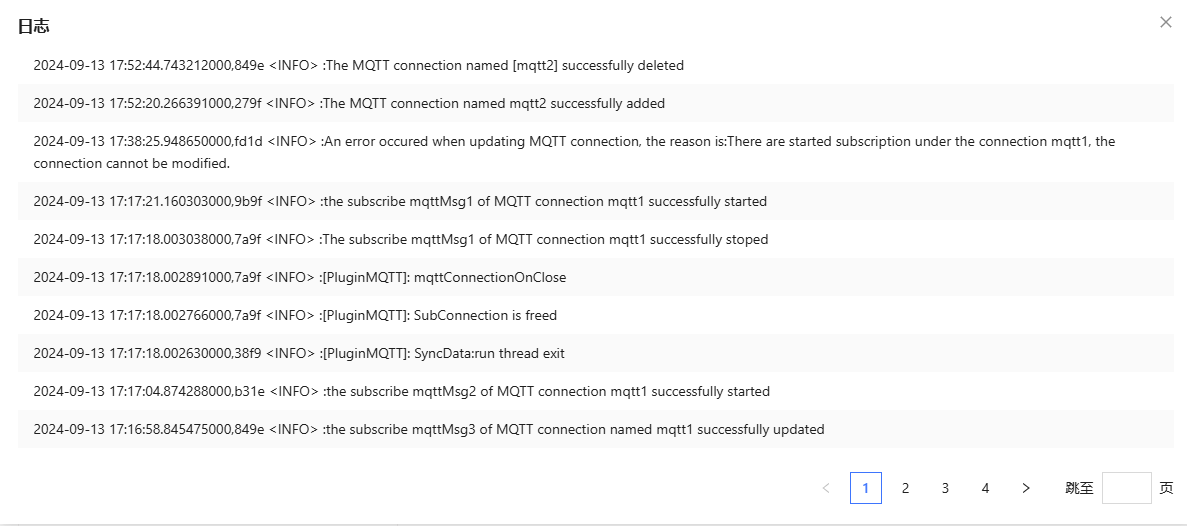 日志
2024-09-13 17:52:44.743212000,849e <INFO> :The MQTT connection named [mqtt2] successfully deleted
2024-09-13 17:52:20.266391000,279f <INFO> :The MQTT connection named mqtt2 successfully added
2024-09-13 17:38:25.948650000,fd1d <INFO> :An error occured when updating MQTT connection, the reason is:There are started subscription under the connection mqtt1, the
connection cannot be modified.
2024-09-13 17:17:21.160303000,9b9f <INFO> :the subscribe mqttMsg1 of MQTT connection mqtt1 successfully started
2024-09-13 17:17:18.003038000,7a9f <INFO> :The subscribe mqttMsg1 of MQTT connection mqtt1 successfully stoped
2024-09-13 17:17:18.002891000,7a9f <INFO> :[PluginMQTT]: mqttConnectionOnClose
2024-09-13 17:17:18.002766000,7a9f <INFO> :[PluginMQTT]: SubConnection is freed
2024-09-13 17:17:18.002630000,38f9 <INFO> :[PluginMQTT]: SyncData:run thread exit
2024-09-13 17:17:04.874288000,b31e <INFO> :the subscribe mqttMsg2 of MQTT connection mqtt1 successfully started
2024-09-13 17:16:58.845475000,849e <INFO> :the subscribe mqttMsg3 of MQTT connection named mqtt1 successfully updated
< 1 2 3 4 > 跳至 页